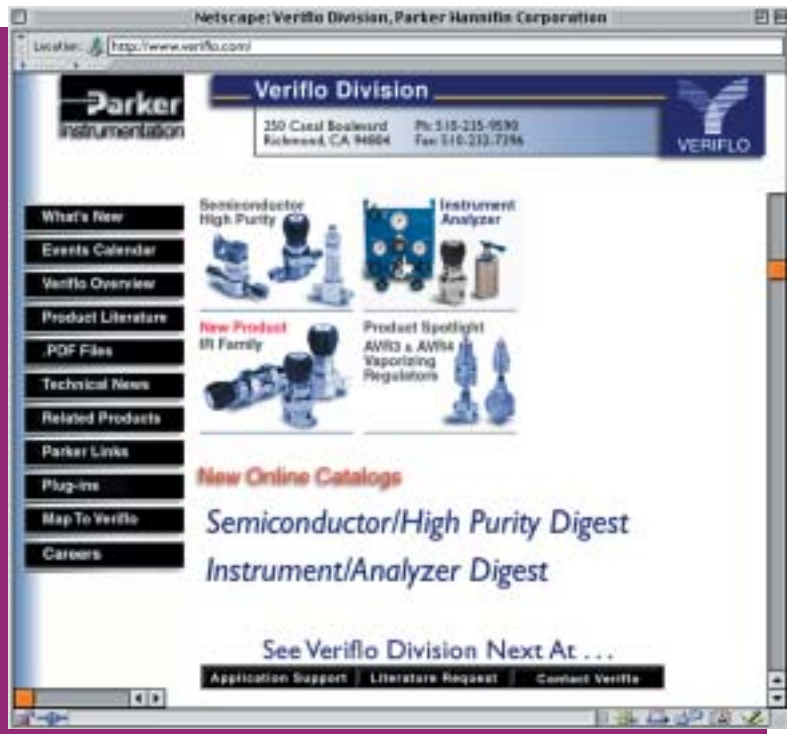 Netscape: Veriflo Division, Parker Hannifin Corporation
Location: http://www.veriflo.com/
Parker
Instrumentation
Veriflo Division
250 Canal Boulevard Ph: 510-235-9590
Richmond, CA 94804 Fax: 510-232-7396
VERIFLO
What's New
Events Calendar
Veriflo Overview
Product Literature
.PDF Files
Technical News
Related Products
Parker Links
Plug-ins
Map To Veriflo
Careers
Semiconductor
High Purity
Instrument
Analyzer
New Product
IR Family
Product Spotlight
AVR3 & AVR4
Vaporizing
Regulators
New Online Catalogs
Semiconductor/High Purity Digest
Instrument/Analyzer Digest
See Veriflo Division Next At . . .
Application Support | Literature Request | Contact Veriflo